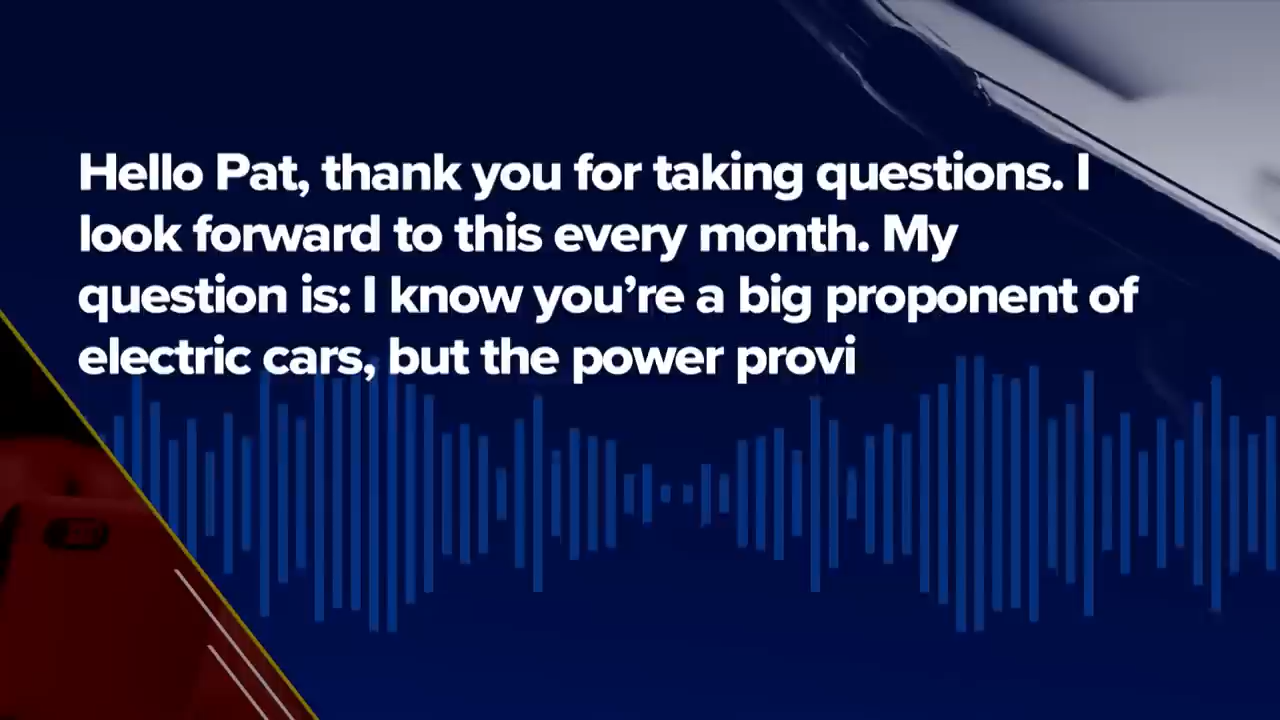 Hello Pat, thank you for taking questions. I
look forward to this every month. My
question is: I know you’re a big proponent of
electric cars, but the power provi